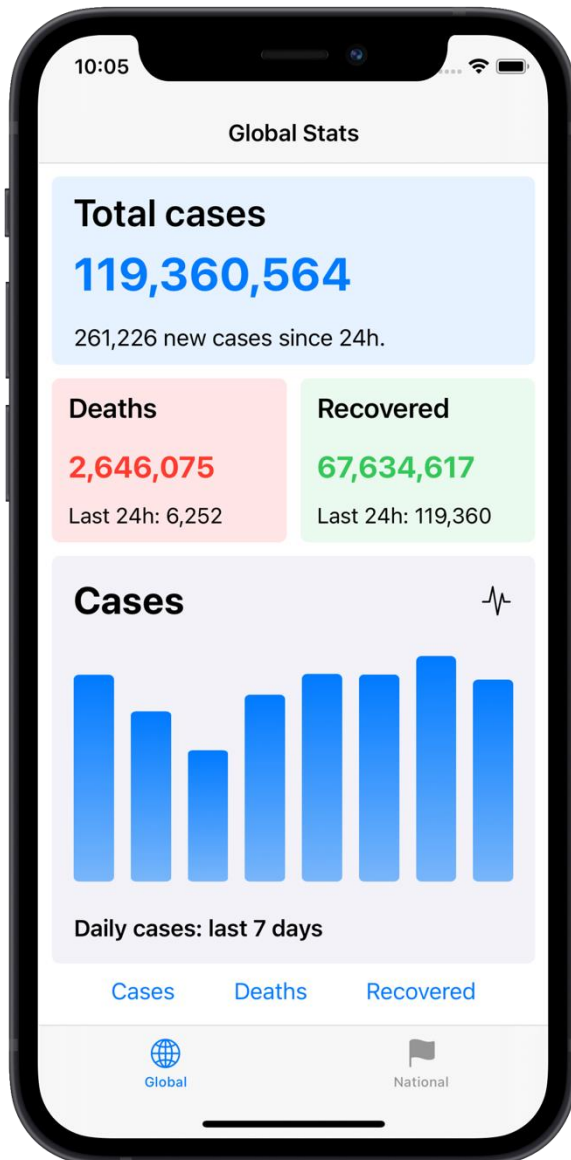 10:05
Global Stats
Total cases
119,360,564
261,226 new cases since 24h.
Deaths
2,646,075
Last 24h: 6,252
Recovered
67,634,617
Last 24h: 119,360
Cases
Daily cases: last 7 days
Cases Deaths Recovered
Global National